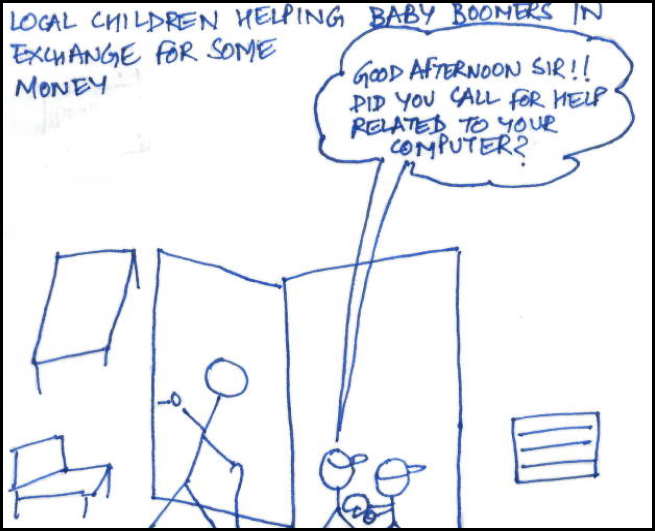 LOCAL CHILDREN HELPING BABY BOOMERS IN
EXCHANGE FOR SOME
MONEY
GOOD AFTERNOON SIR!!
DID YOU CALL FOR HELP
RELATED TO YOUR
COMPUTER?